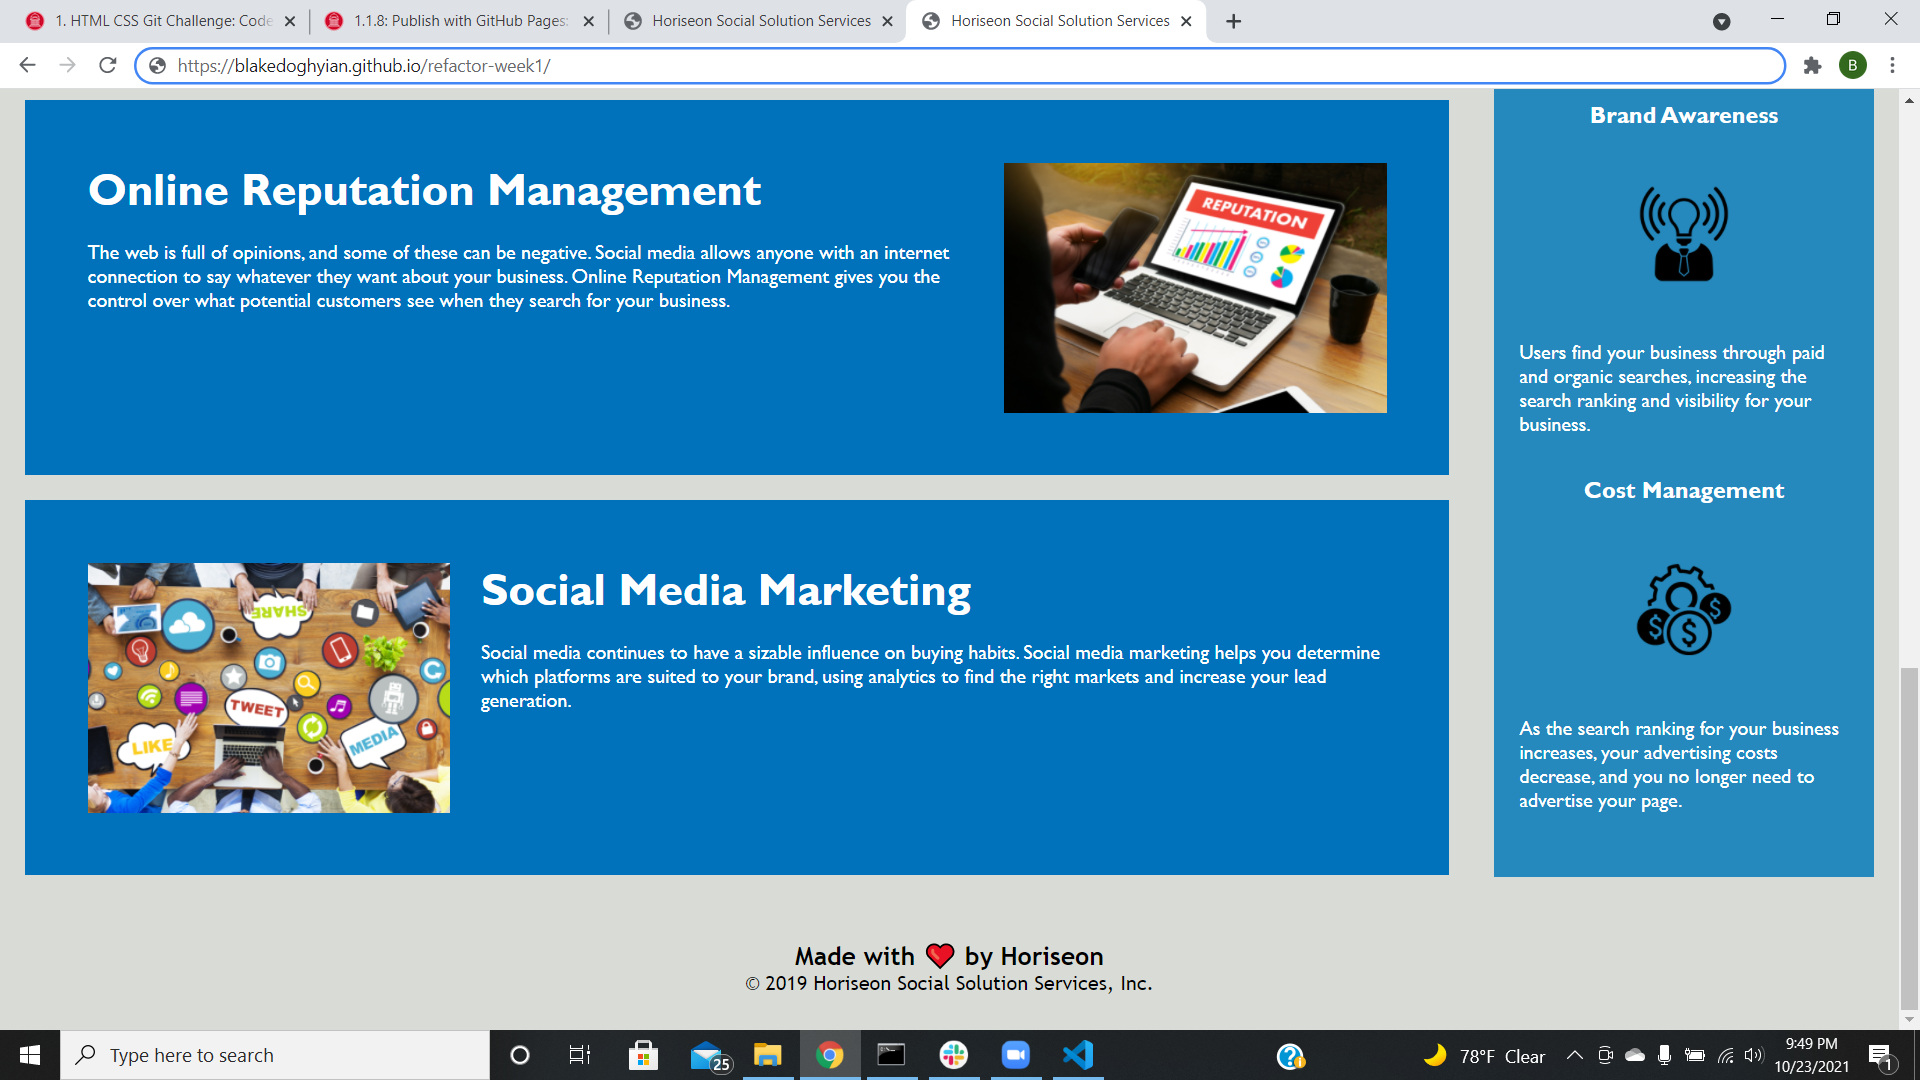 1. HTML CSS Git Challenge: Code
1.1.8: Publish with GitHub Pages:
Horiseon Social Solution Services
Horiseon Social Solution Services
https://blakedoghyian.github.io/refactor-week1/
B
Online Reputation Management
The web is full of opinions, and some of these can be negative. Social media allows anyone with an internet
connection to say whatever they want about your business. Online Reputation Management gives you the
control over what potential customers see when they search for your business.
REPUTATION
SHARE
TWEET
LIKE
MEDIA
Social Media Marketing
Social media continues to have a sizable influence on buying habits. Social media marketing helps you determine
which platforms are suited to your brand, using analytics to find the right markets and increase your lead
generation.
Brand Awareness
Users find your business through paid
and organic searches, increasing the
search ranking and visibility for your
business.
Cost Management
$
$
$
As the search ranking for your business
increases, your advertising costs
decrease, and you no longer need to
advertise your page.
Made with ❤️ by Horiseon
© 2019 Horiseon Social Solution Services, Inc.
Type here to search
25
78°F Clear
9:49 PM
10/23/2021
1